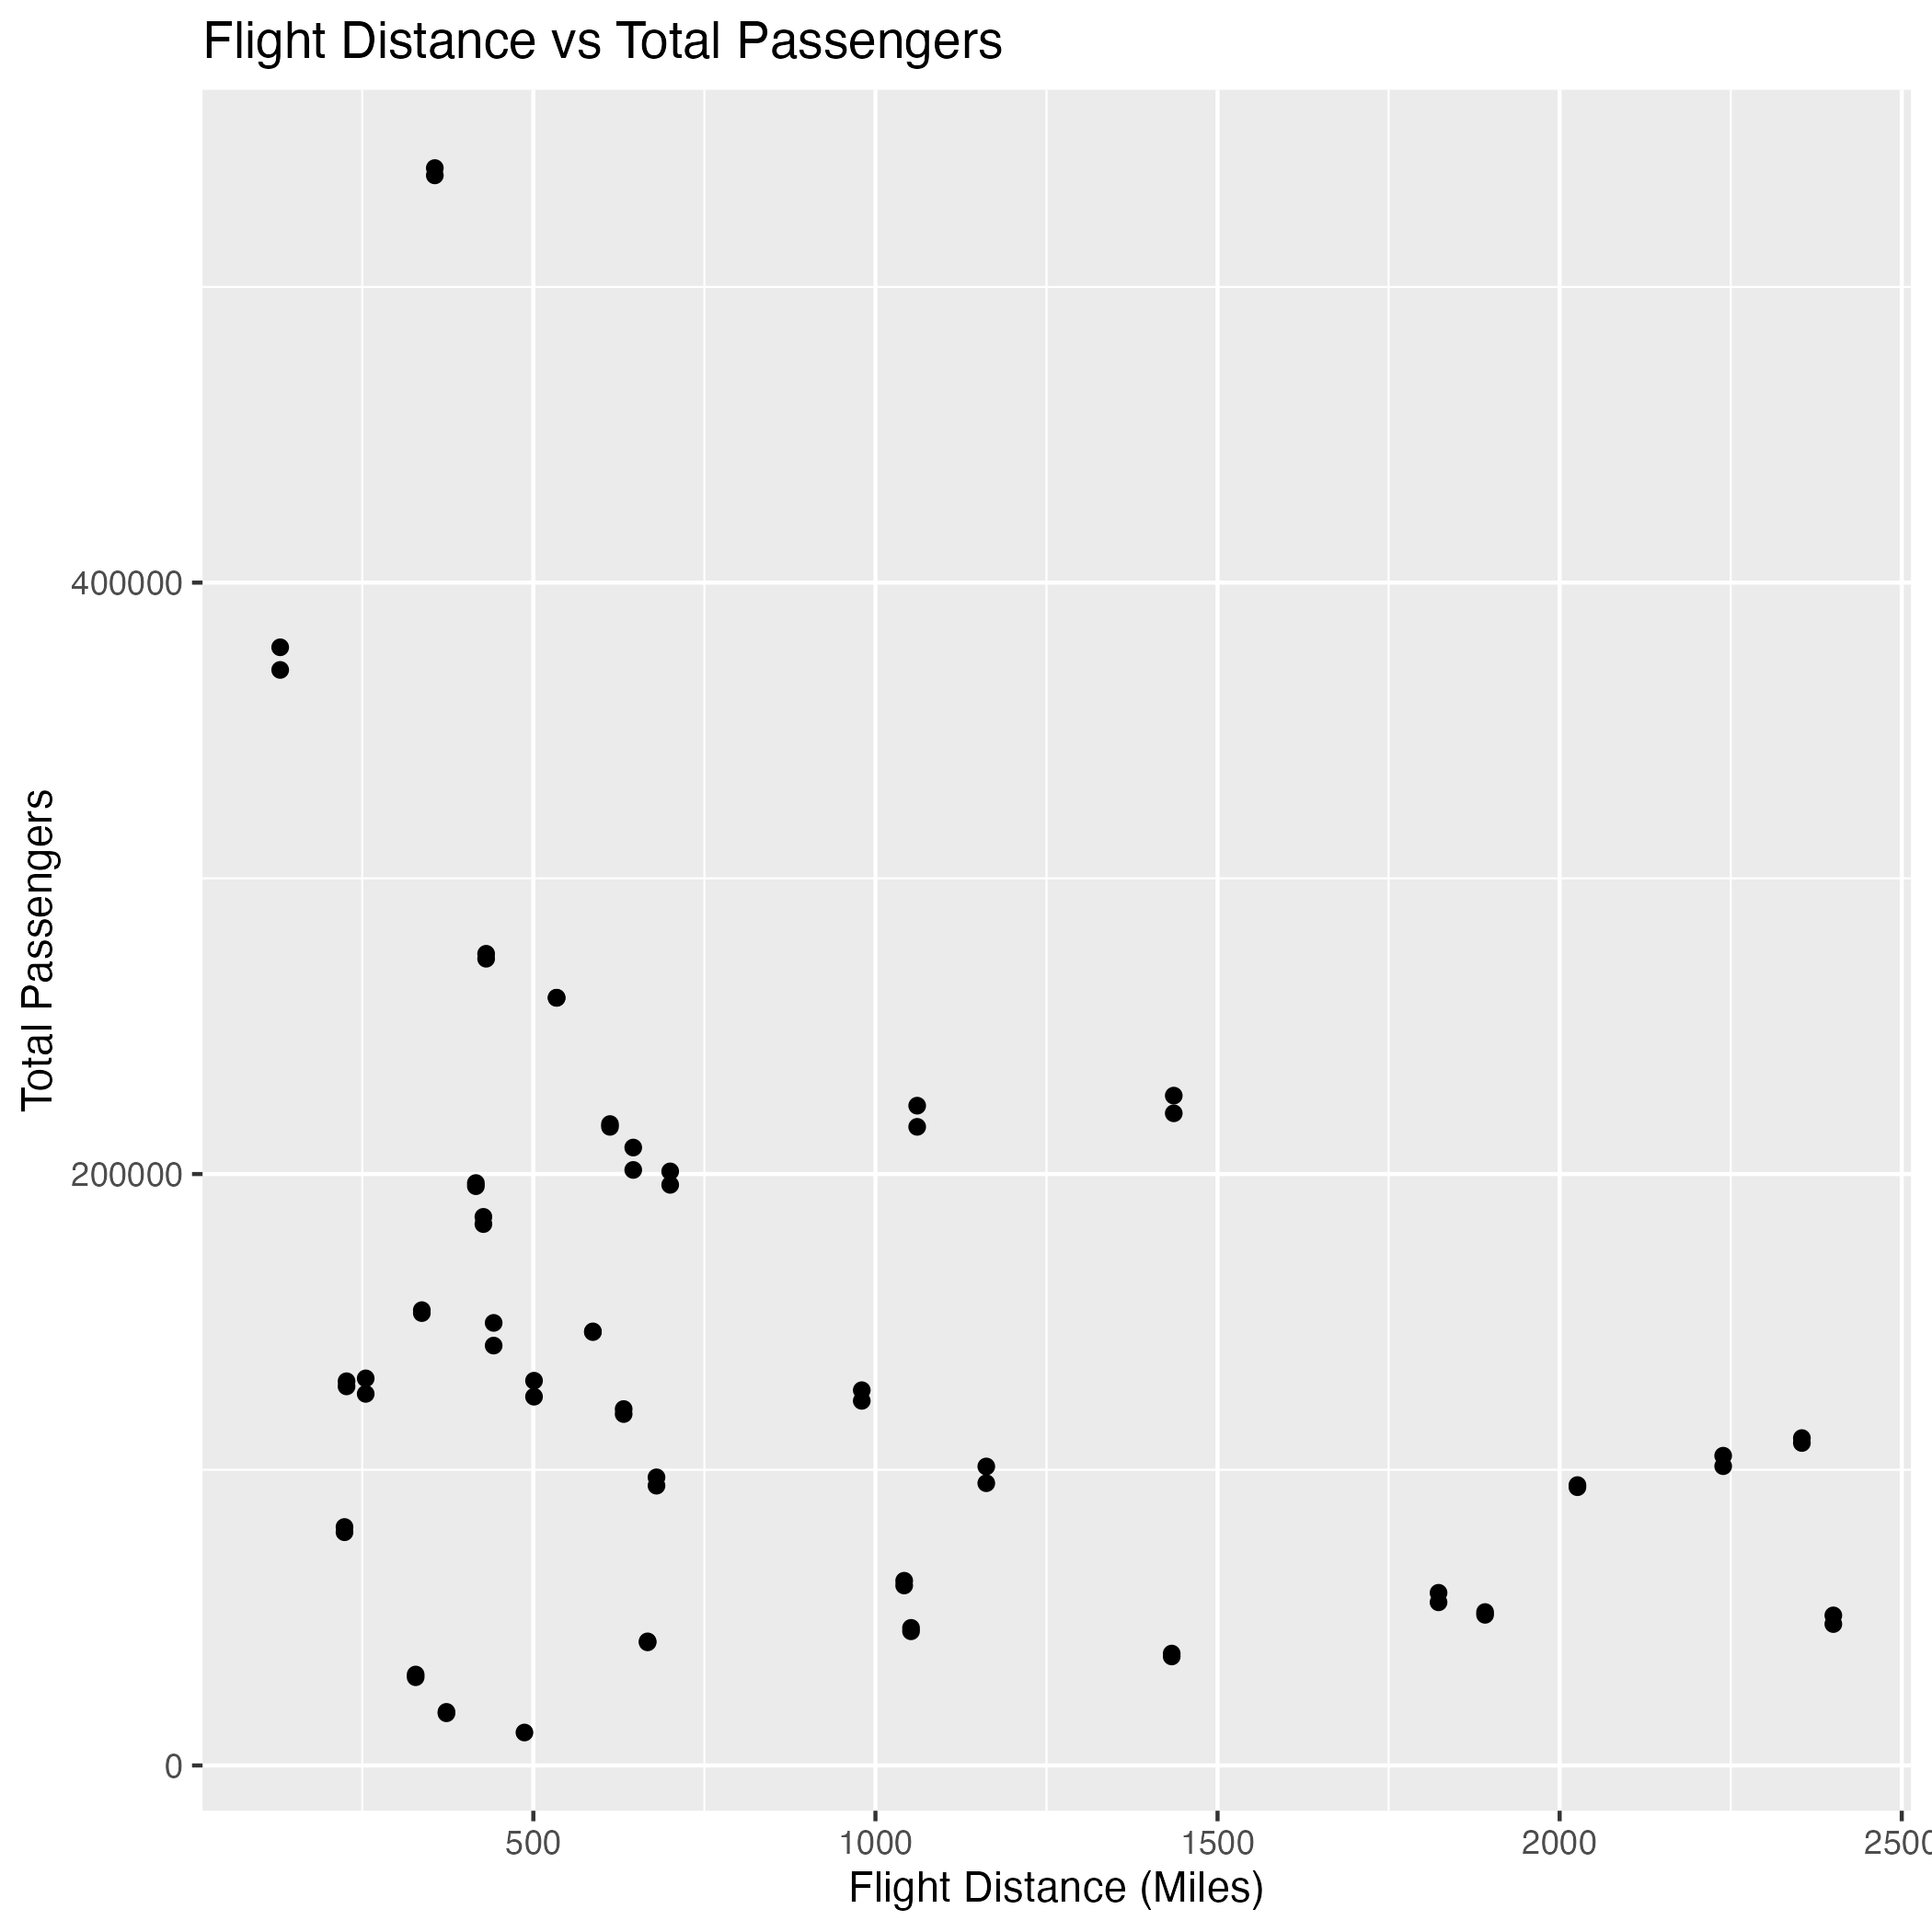 Flight Distance vs Total Passengers
Total Passengers
400000
200000
0
500
1000
1500
2000
2500
Flight Distance (Miles)